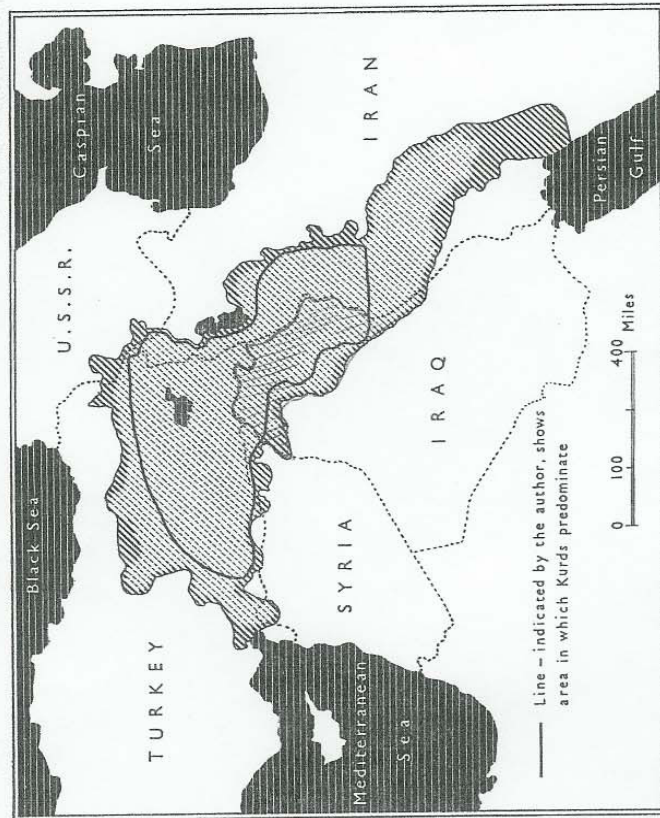 Black Sea
U.S.S.R.
Caspian
Sea
TURKEY
IRAN
Mediterranean
Sea
SYRIA
IRAQ
Persian
Gulf
Line – indicated by the author, shows
area in which Kurds predominate
0 100 400
Miles